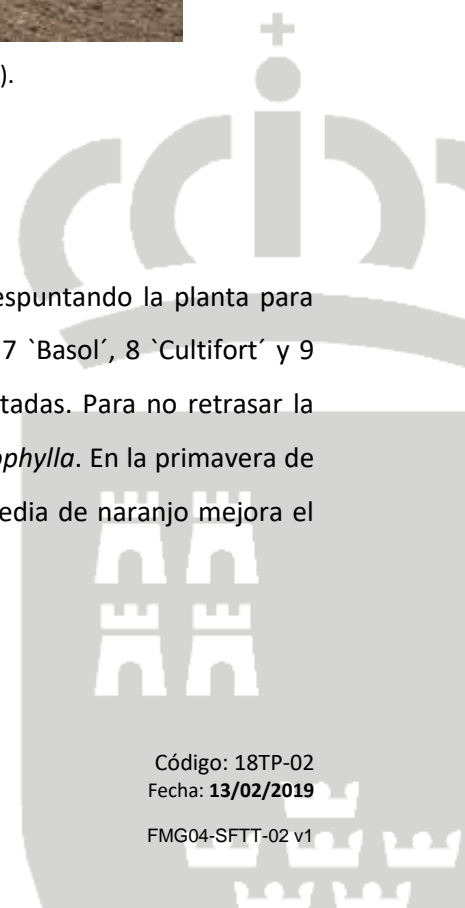 ).
espuntando la planta para
7 `Basol´, 8 `Cultifort´ y 9
tadas. Para no retrasar la
ophylla. En la primavera de
edia de naranjo mejora el
Código: 18TP-02
Fecha: 13/02/2019
FMG04-SFTT-02 v1